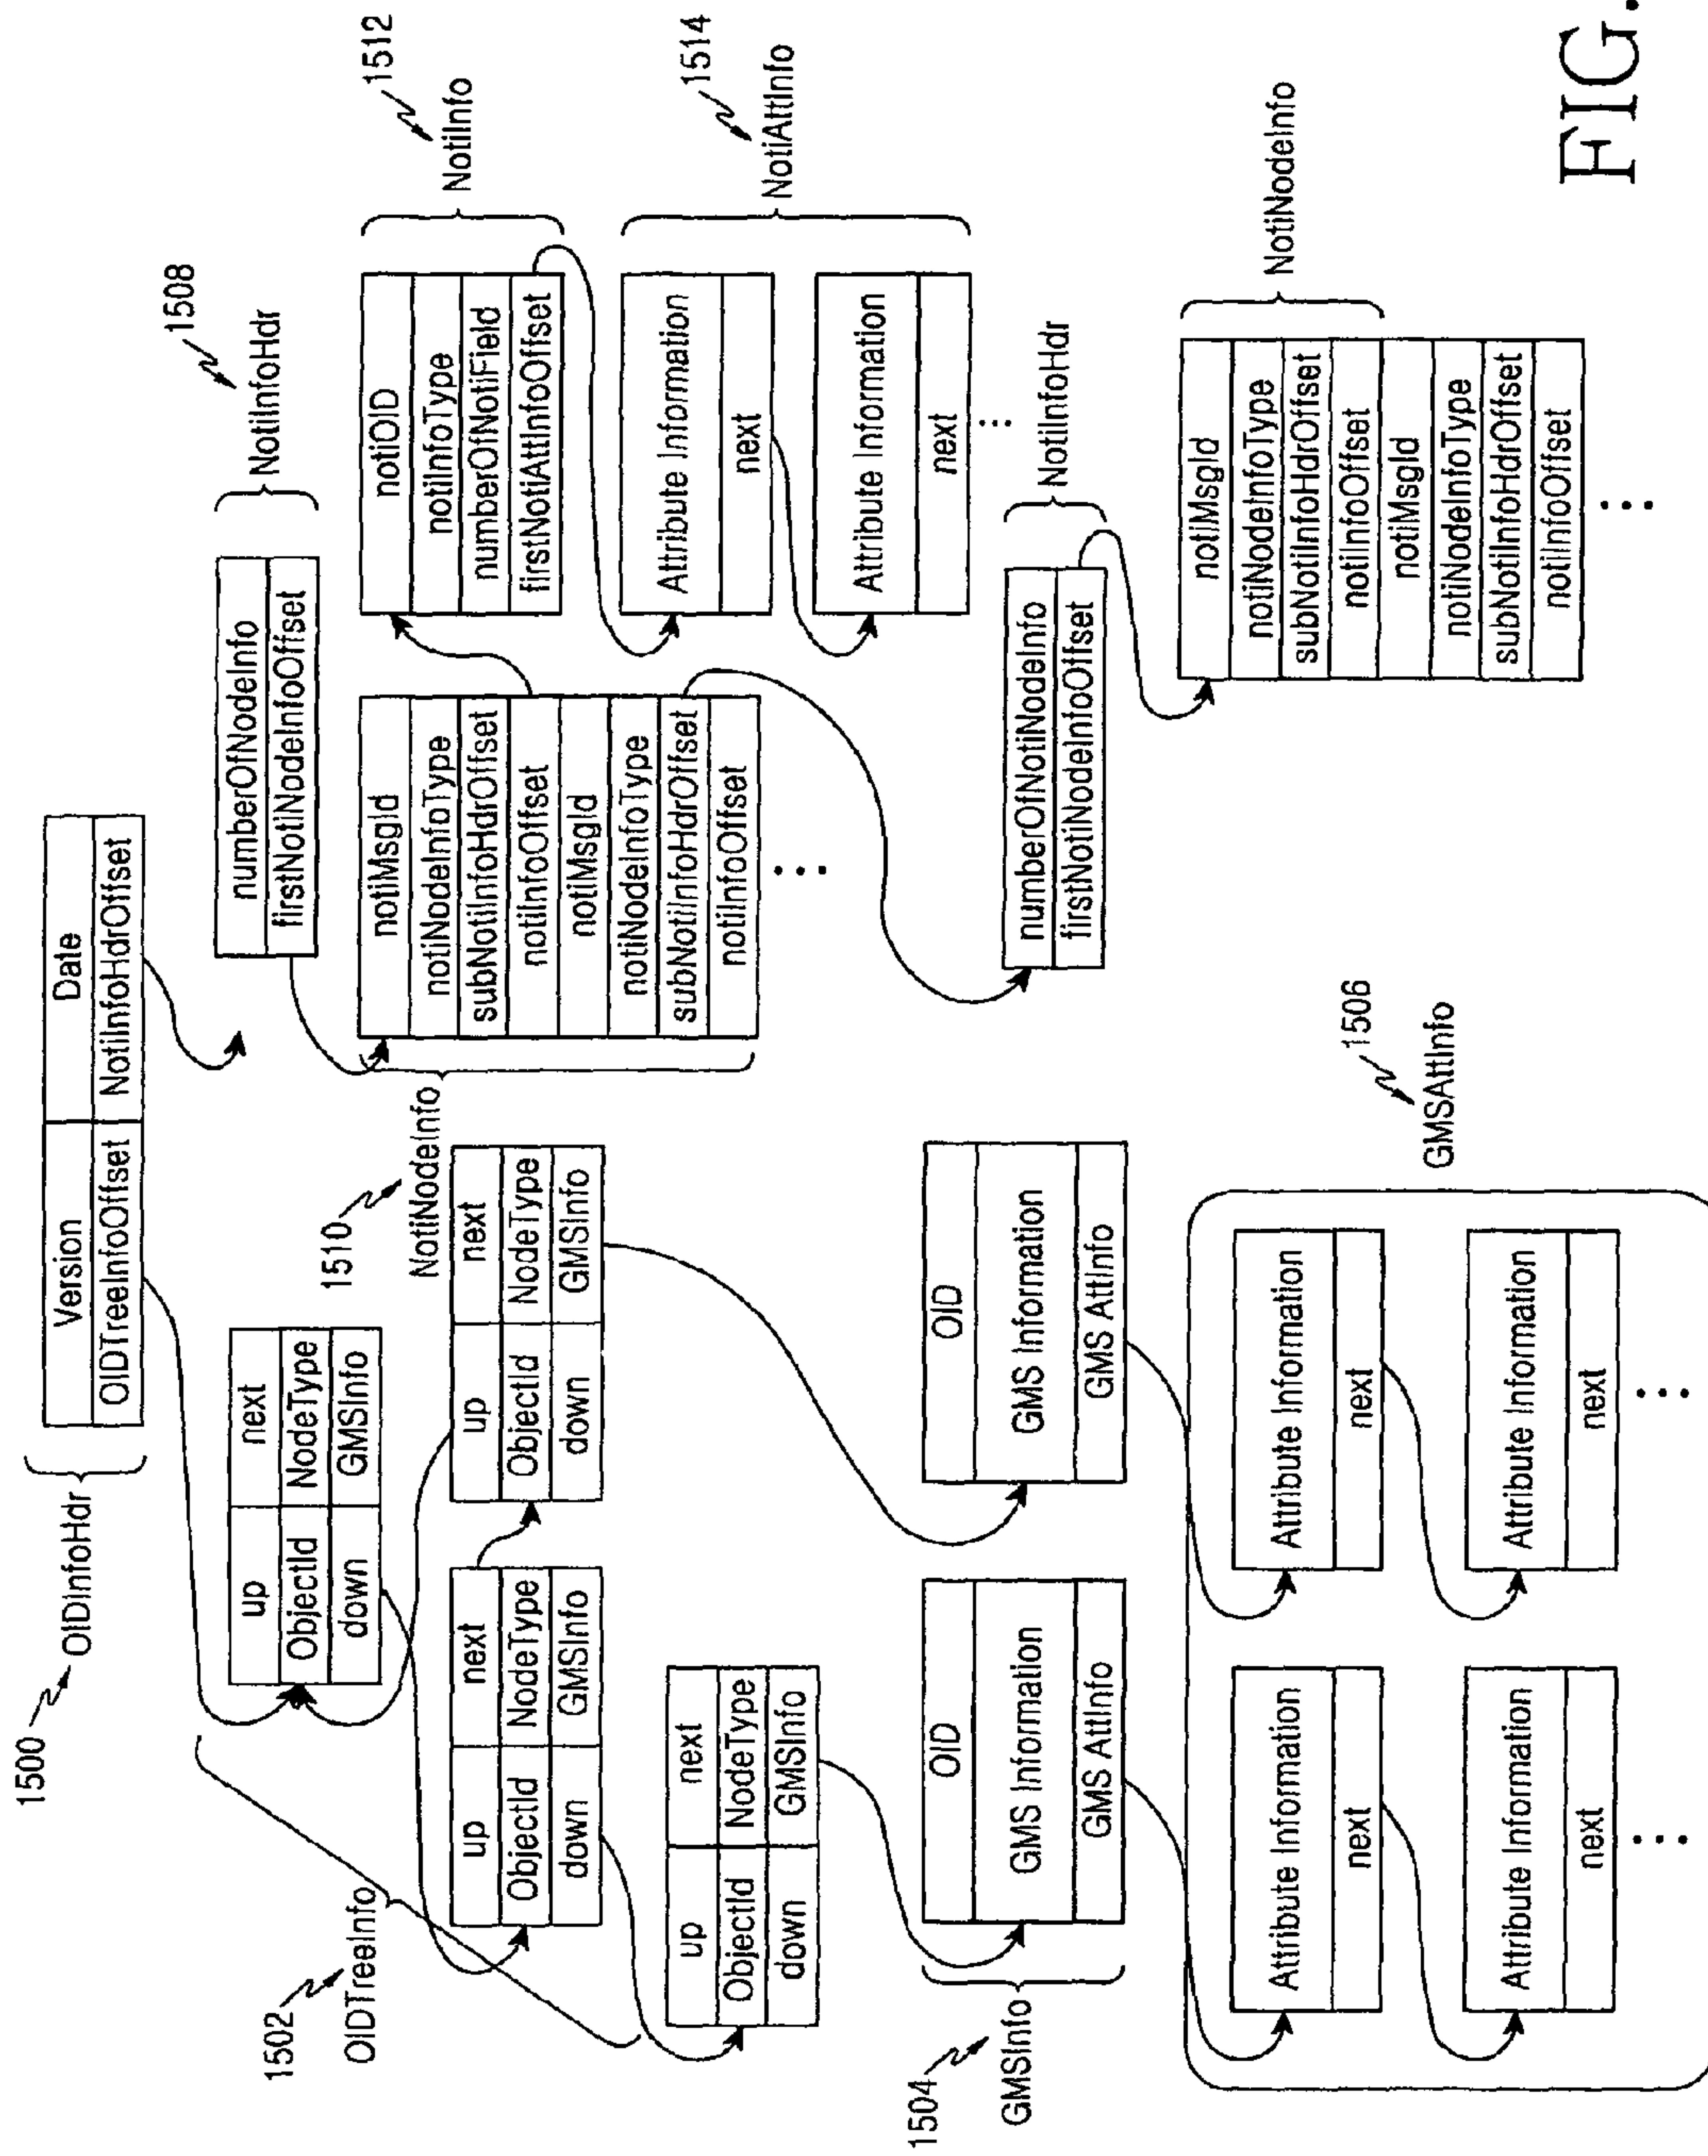 1500
OIDInfoHdr
Version
Date
OIDTreeInfoOffset
NotiInfoHdrOffset
1502
OIDTreeInfo
up
next
ObjectId
NodeType
down
GMSInfo
up
next
ObjectId
NodeType
down
GMSInfo
up
next
ObjectId
NodeType
down
GMSInfo
up
next
ObjectId
NodeType
down
GMSInfo
1504
GMSInfo
OID
GMS Information
GMS AttInfo
OID
GMS Information
GMS AttInfo
1506
GMSAttInfo
Attribute Information
next
Attribute Information
next
Attribute Information
next
Attribute Information
next
1508
NotiInfoHdr
numberOfNodeInfo
firstNotiNodeInfoOffset
1510
NotiNodeInfo
notiMsgId
notiNodeInfoType
subNotiInfoHdrOffset
notiInfoOffset
notiMsgId
notiNodeInfoType
subNotiInfoHdrOffset
notiInfoOffset
1512
NotiInfo
notiOID
notiInfoType
numberOfNotiField
firstNotiAttInfoOffset
1514
NotiAttInfo
Attribute Information
next
Attribute Information
next
NotiInfoHdr
numberOfNotiNodeInfo
firstNotiNodeInfoOffset
NotiNodeInfo
notiMsgId
notiNodeInfoType
subNotiInfoHdrOffset
notiInfoOffset
notiMsgId
notiNodeInfoType
subNotiInfoHdrOffset
notiInfoOffset
FIG.